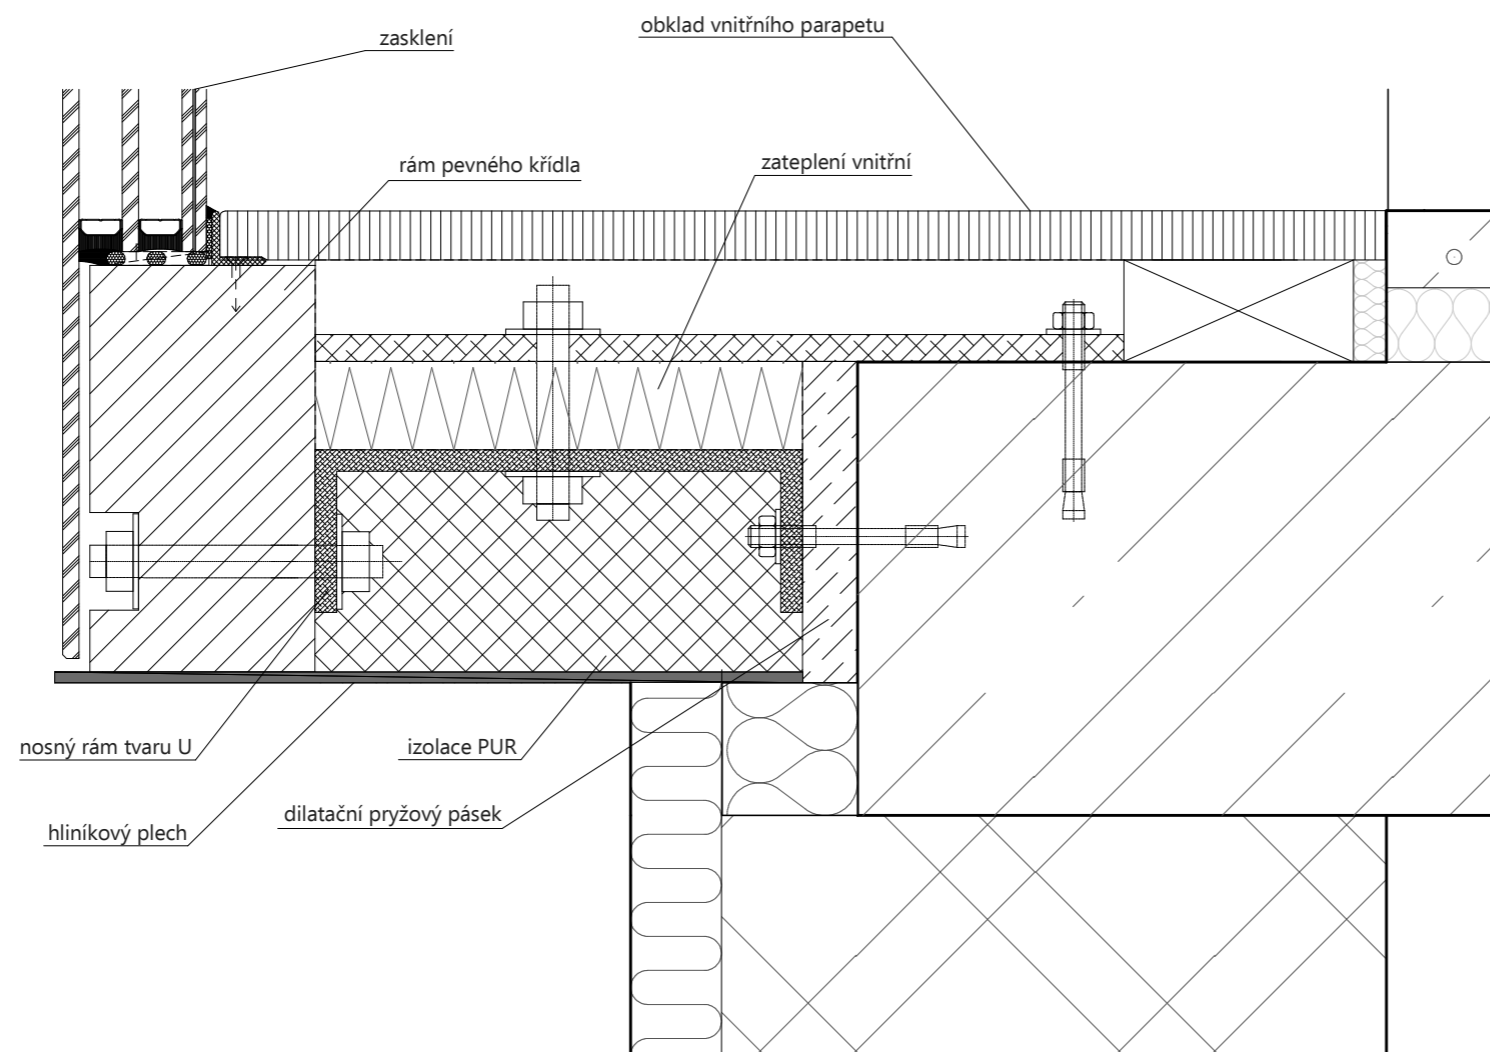 obklad vnitřního parapetu
zasklení
zateplení vnitřní
rám pevného křídla
nosný rám tvaru U
izolace PUR
dilatační pryžový pásek
hliníkový plech